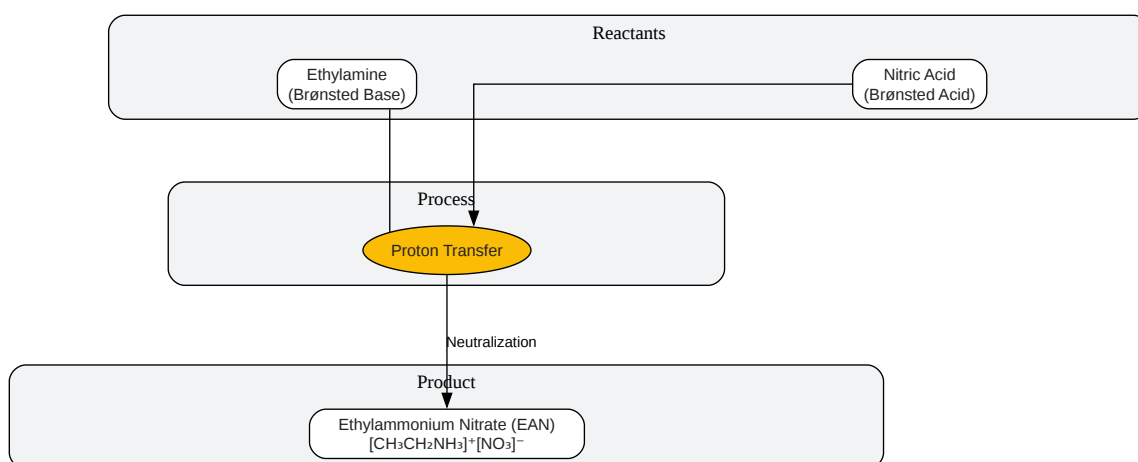 Reactants
Ethylamine
(Brønsted Base)
Nitric Acid
(Brønsted Acid)
Process
Proton Transfer
Neutralization
Product
Ethylammonium Nitrate (EAN)
[CH₃CH₂NH₃]⁺[NO₃]⁻